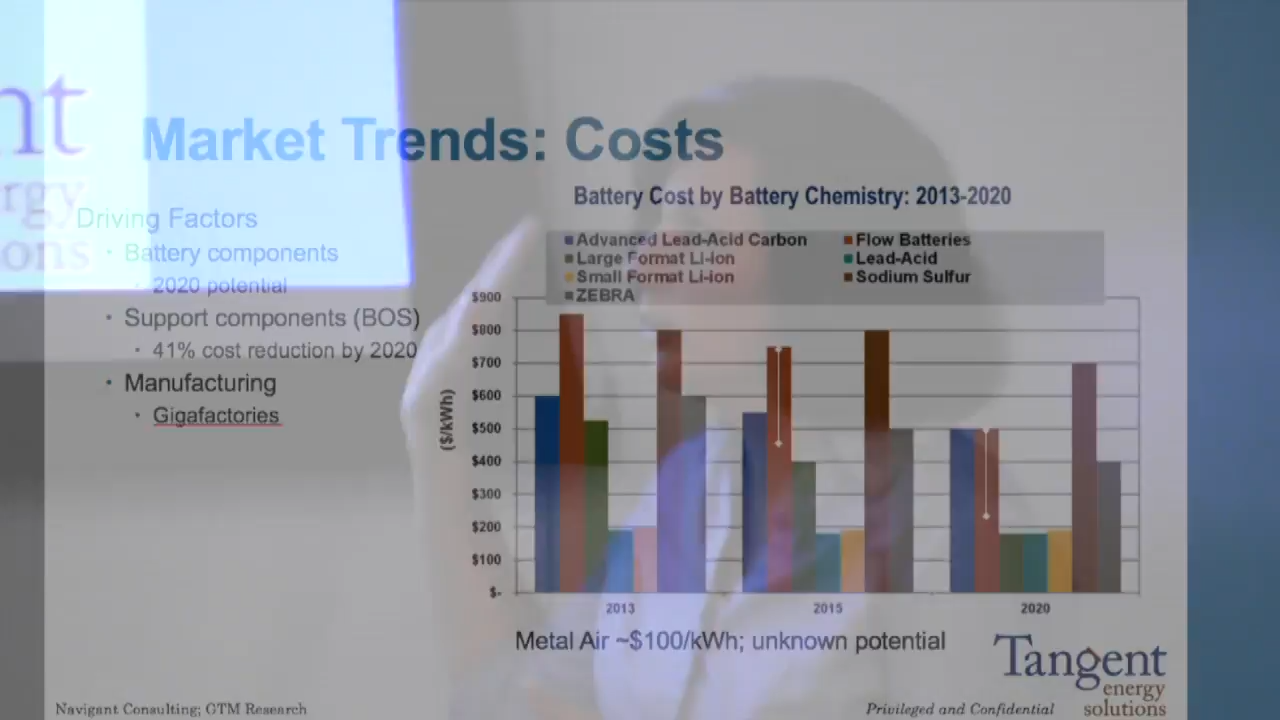 nt
rgy
ons
Market Trends: Costs
Driving Factors
• Battery components
• 2020 potential
• Support components (BOS)
• 41% cost reduction by 2020
• Manufacturing
• Gigafactories
Battery Cost by Battery Chemistry: 2013-2020
Advanced Lead-Acid Carbon
Flow Batteries
Large Format Li-ion
Lead-Acid
Small Format Li-ion
Sodium Sulfur
ZEBRA
($/kWh)
$900
$800
$700
$600
$500
$400
$300
$200
$100
$-
2013
2015
2020
Metal Air ~$100/kWh; unknown potential
Tangent
energy
solutions
Navigant Consulting; GTM Research
Privileged and Confidential